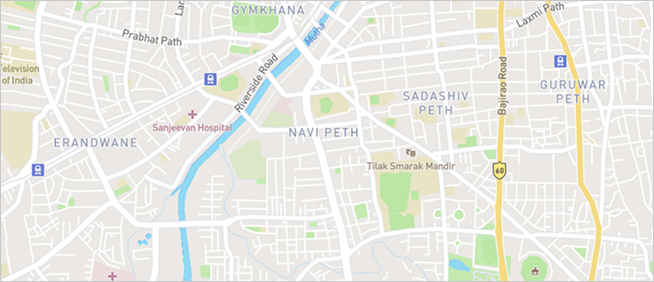 GYMKHANA
Lar
Laxmi Path
Prabhat Path
Mutha
Television
of India
Riverside Road
Bajirao Road
GURUWAR
PETH
SADASHIV
PETH
Sanjeevan Hospital
NAVI PETH
ERANDWANE
Tilak Smarak Mandir
60